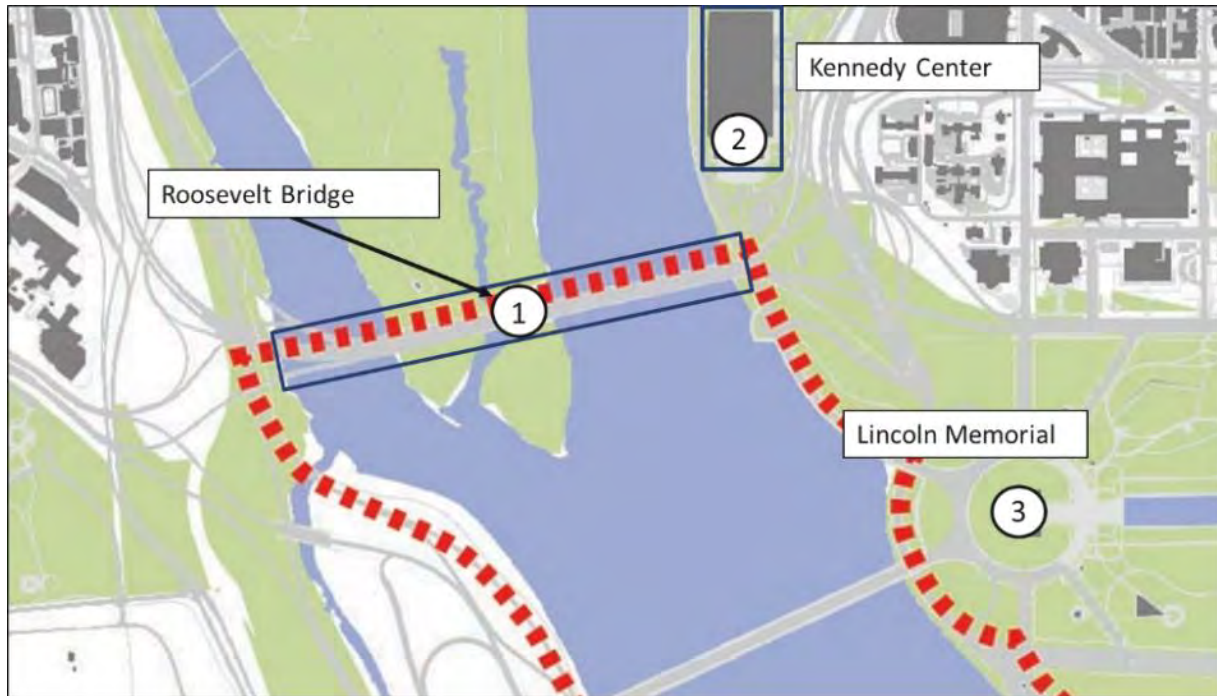 Kennedy Center
2
Roosevelt Bridge
1
Lincoln Memorial
3